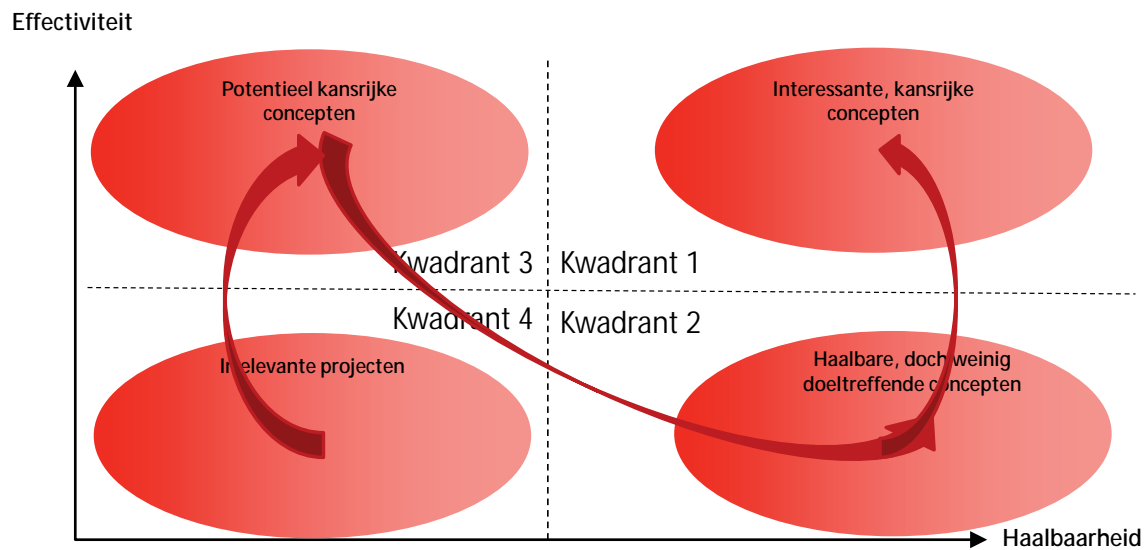 Effectiviteit
Potentieel kansrijke
concepten
Interessante, kansrijke
concepten
Kwadrant 3
Kwadrant 1
Kwadrant 4
Kwadrant 2
Irrelevante projecten
Haalbare, doch weinig
doeltreffende concepten
Haalbaarheid